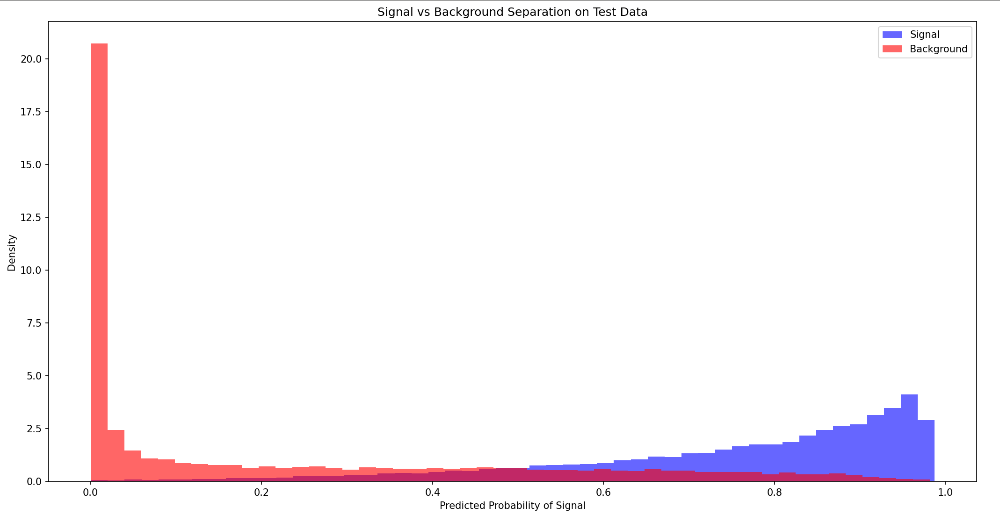 Signal vs Background Separation on Test Data
Signal
Background
20.0
17.5
15.0
12.5
10.0
7.5
5.0
2.5
0.0
Density
0.0 0.2 0.4 0.6 0.8 1.0
Predicted Probability of Signal